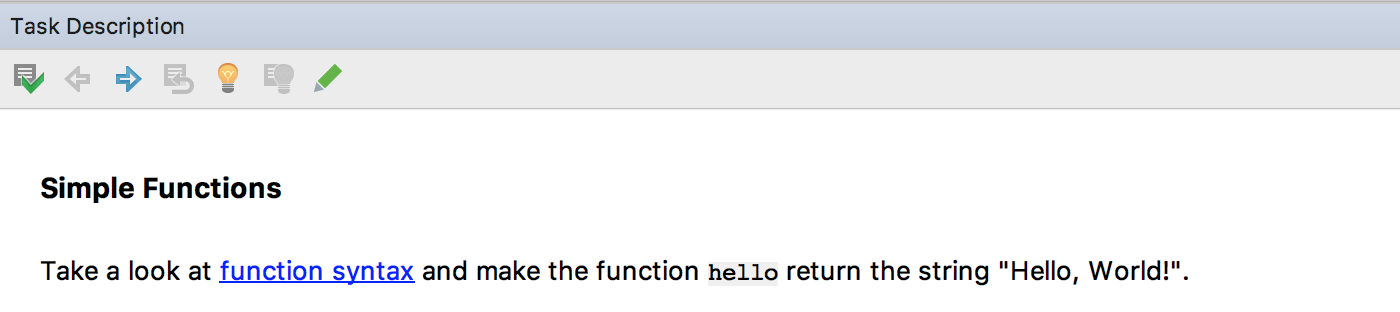 Task Description
Simple Functions
Take a look at function syntax and make the function hello return the string "Hello, World!".